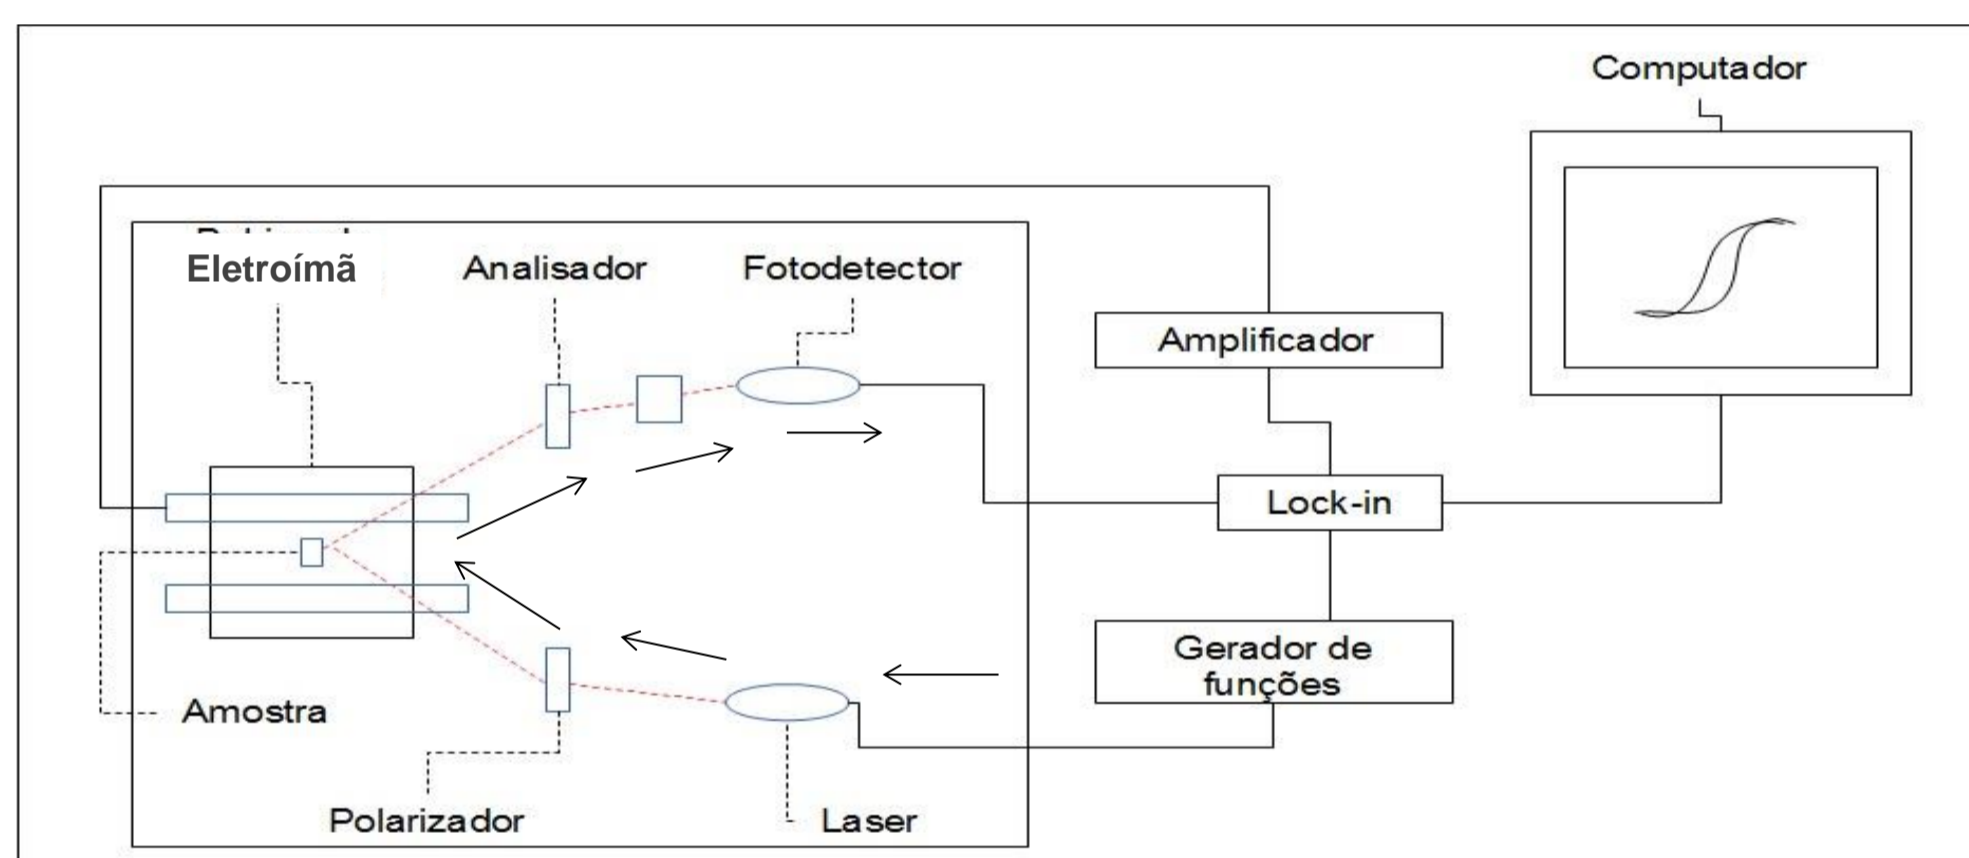 Computador
Eletroímã
Analisador
Fotodetector
Amplificador
Lock-in
Gerador de
funções
Amostra
Polarizador
Laser